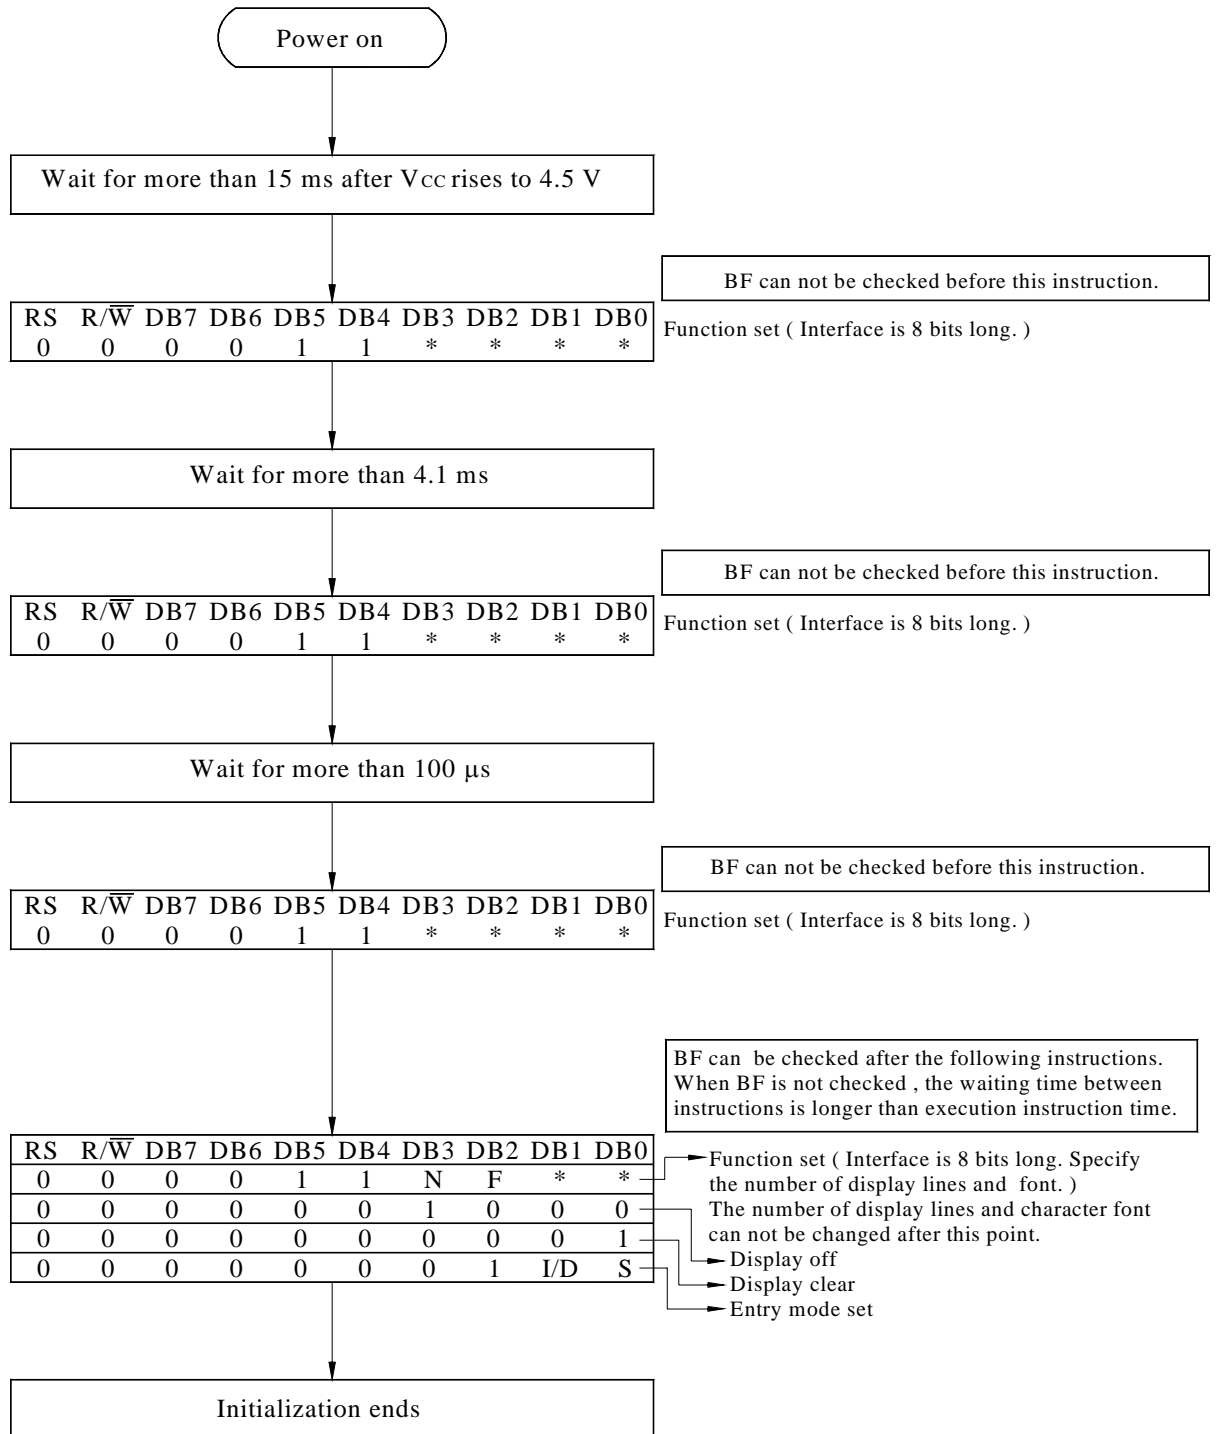 Power on
Wait for more than 15 ms after VCC rises to 4.5 V
BF can not be checked before this instruction.
RS R/W̅ DB7 DB6 DB5 DB4 DB3 DB2 DB1 DB0
0 0 0 0 1 1 * * * *
Function set ( Interface is 8 bits long. )
Wait for more than 4.1 ms
BF can not be checked before this instruction.
RS R/W̅ DB7 DB6 DB5 DB4 DB3 DB2 DB1 DB0
0 0 0 0 1 1 * * * *
Function set ( Interface is 8 bits long. )
Wait for more than 100 µs
BF can not be checked before this instruction.
RS R/W̅ DB7 DB6 DB5 DB4 DB3 DB2 DB1 DB0
0 0 0 0 1 1 * * * *
Function set ( Interface is 8 bits long. )
BF can be checked after the following instructions.
When BF is not checked , the waiting time between
instructions is longer than execution instruction time.
RS R/W̅ DB7 DB6 DB5 DB4 DB3 DB2 DB1 DB0
0 0 0 0 1 1 N F * *
0 0 0 0 0 0 1 0 0 0
0 0 0 0 0 0 0 0 0 1
0 0 0 0 0 0 0 1 I/D S
Function set ( Interface is 8 bits long. Specify
the number of display lines and font. )
The number of display lines and character font
can not be changed after this point.
Display off
Display clear
Entry mode set
Initialization ends